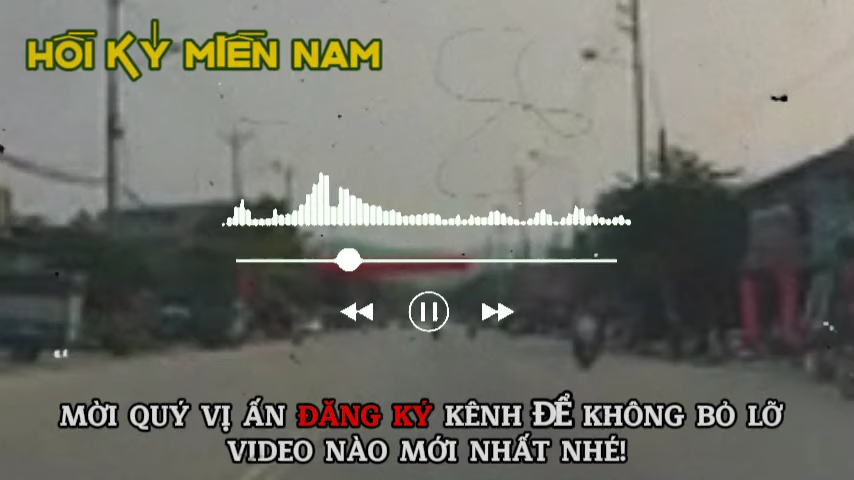 HỒI KÝ MIỀN NAM
MỜI QUÝ VỊ ẤN ĐĂNG KÝ KÊNH ĐỂ KHÔNG BỎ LỠ
VIDEO NÀO MỚI NHẤT NHÉ!